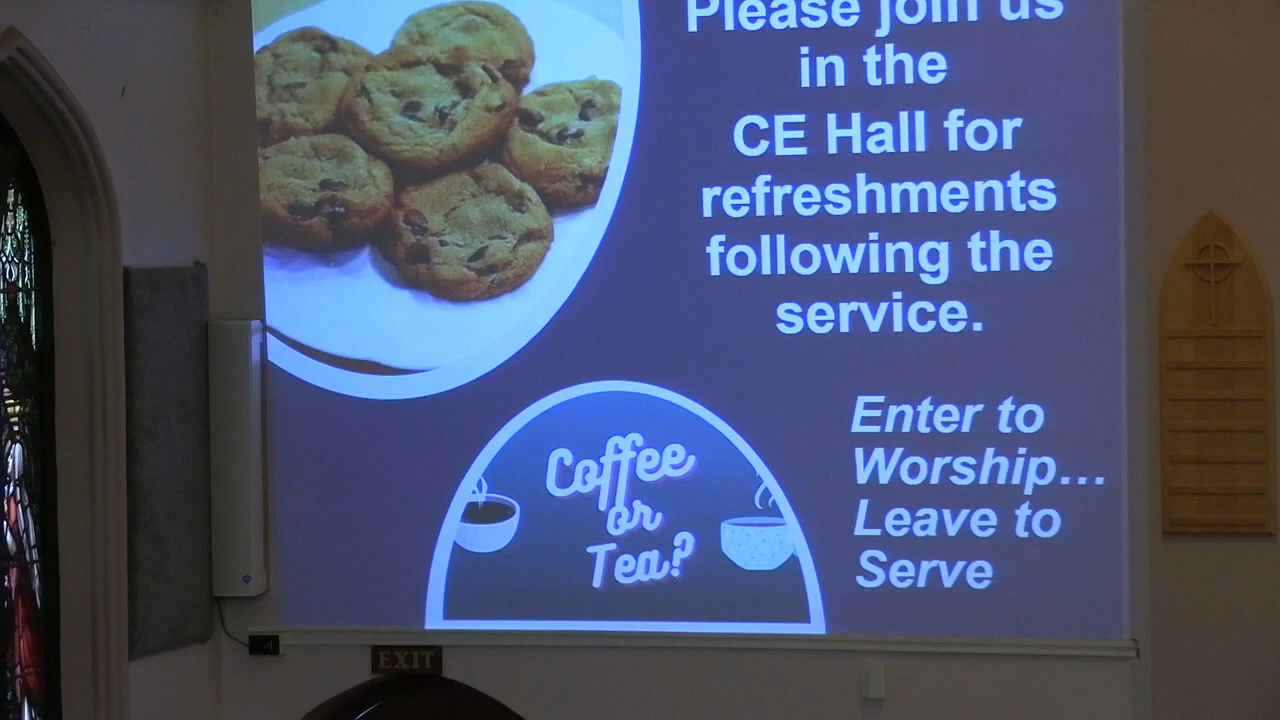 Please join us
in the
CE Hall for
refreshments
following the
service.
Enter to
Worship...
Leave to
Serve
Coffee
or
Tea?
EXIT